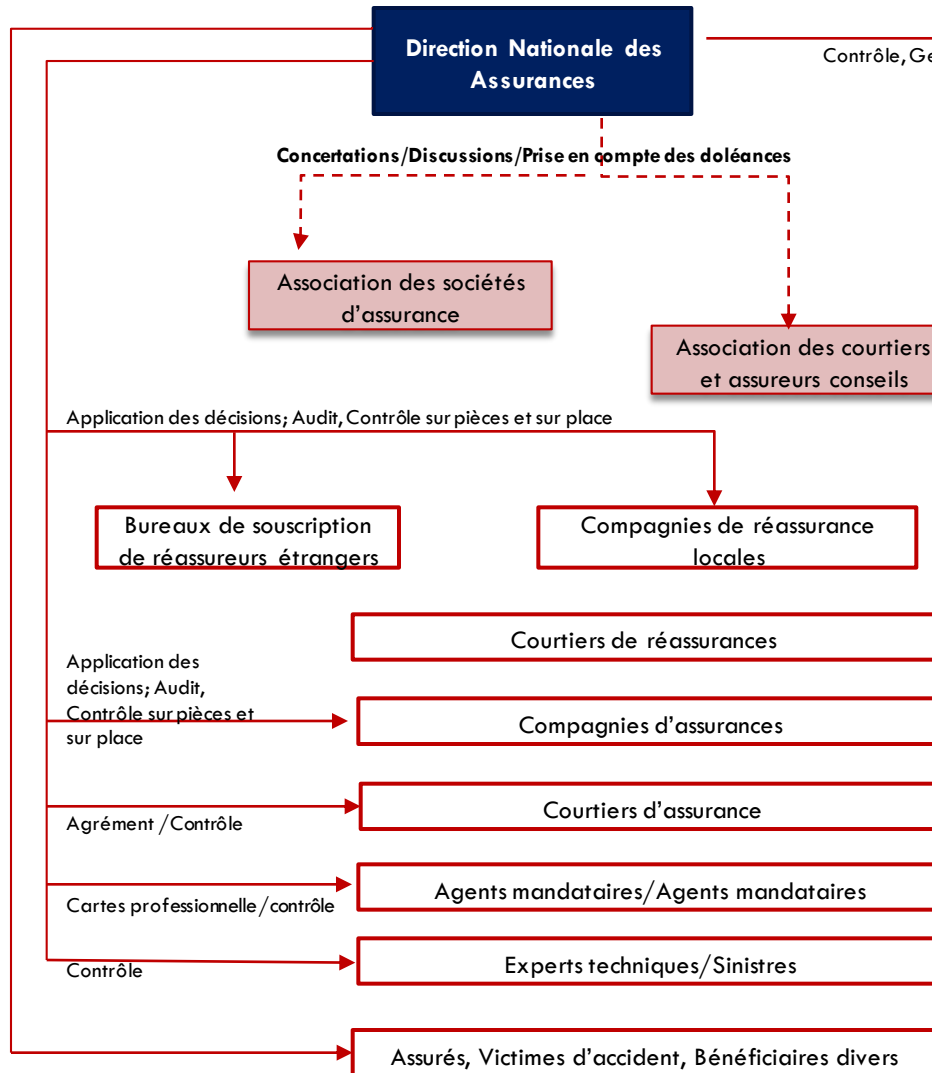 Direction Nationale des
Assurances
Contrôle, Ge
Concertations/Discussions/Prise en compte des doléances
Association des sociétés
d’assurance
Association des courtiers
et assureurs conseils
Application des décisions; Audit, Contrôle sur pièces et sur place
Bureaux de souscription
de réassureurs étrangers
Compagnies de réassurance
locales
Courtiers de réassurances
Application des
décisions; Audit,
Contrôle sur pièces et
sur place
Compagnies d’assurances
Courtiers d’assurance
Agrément /Contrôle
Agents mandataires/Agents mandataires
Cartes professionnelle/contrôle
Experts techniques/Sinistres
Contrôle
Assurés, Victimes d’accident, Bénéficiaires divers